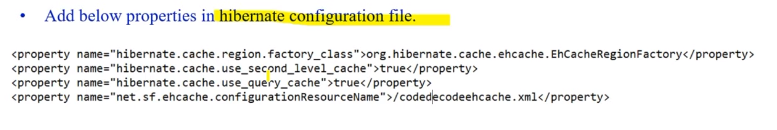 • Add below properties in hibernate configuration file.
<property name="hibernate.cache.region.factory_class">org.hibernate.cache.ehcache.EhCacheRegionFactory</property>
<property name="hibernate.cache.use_second_level_cache">true</property>
<property name="hibernate.cache.use_query_cache">true</property>
<property name="net.sf.ehcache.configurationResourceName">/codedecodeehcache.xml</property>